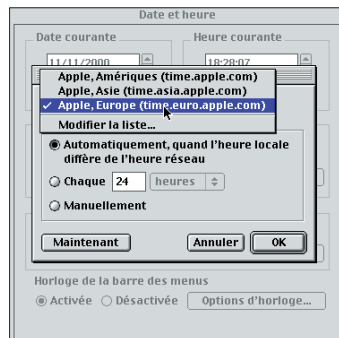 Date et heure
Date courante
Heure courante
11/11/2000
18:28:07
Apple, Amériques (time.apple.com)
Apple, Asie (time.asia.apple.com)
✓ Apple, Europe (time.euro.apple.com)
Modifier la liste...
Automatiquement, quand l'heure locale
diffère de l'heure réseau
Chaque 24 heures
Manuellement
Maintenant
Annuler
OK
Horloge de la barre des menus
Activée
Désactivée
Options d'horloge...